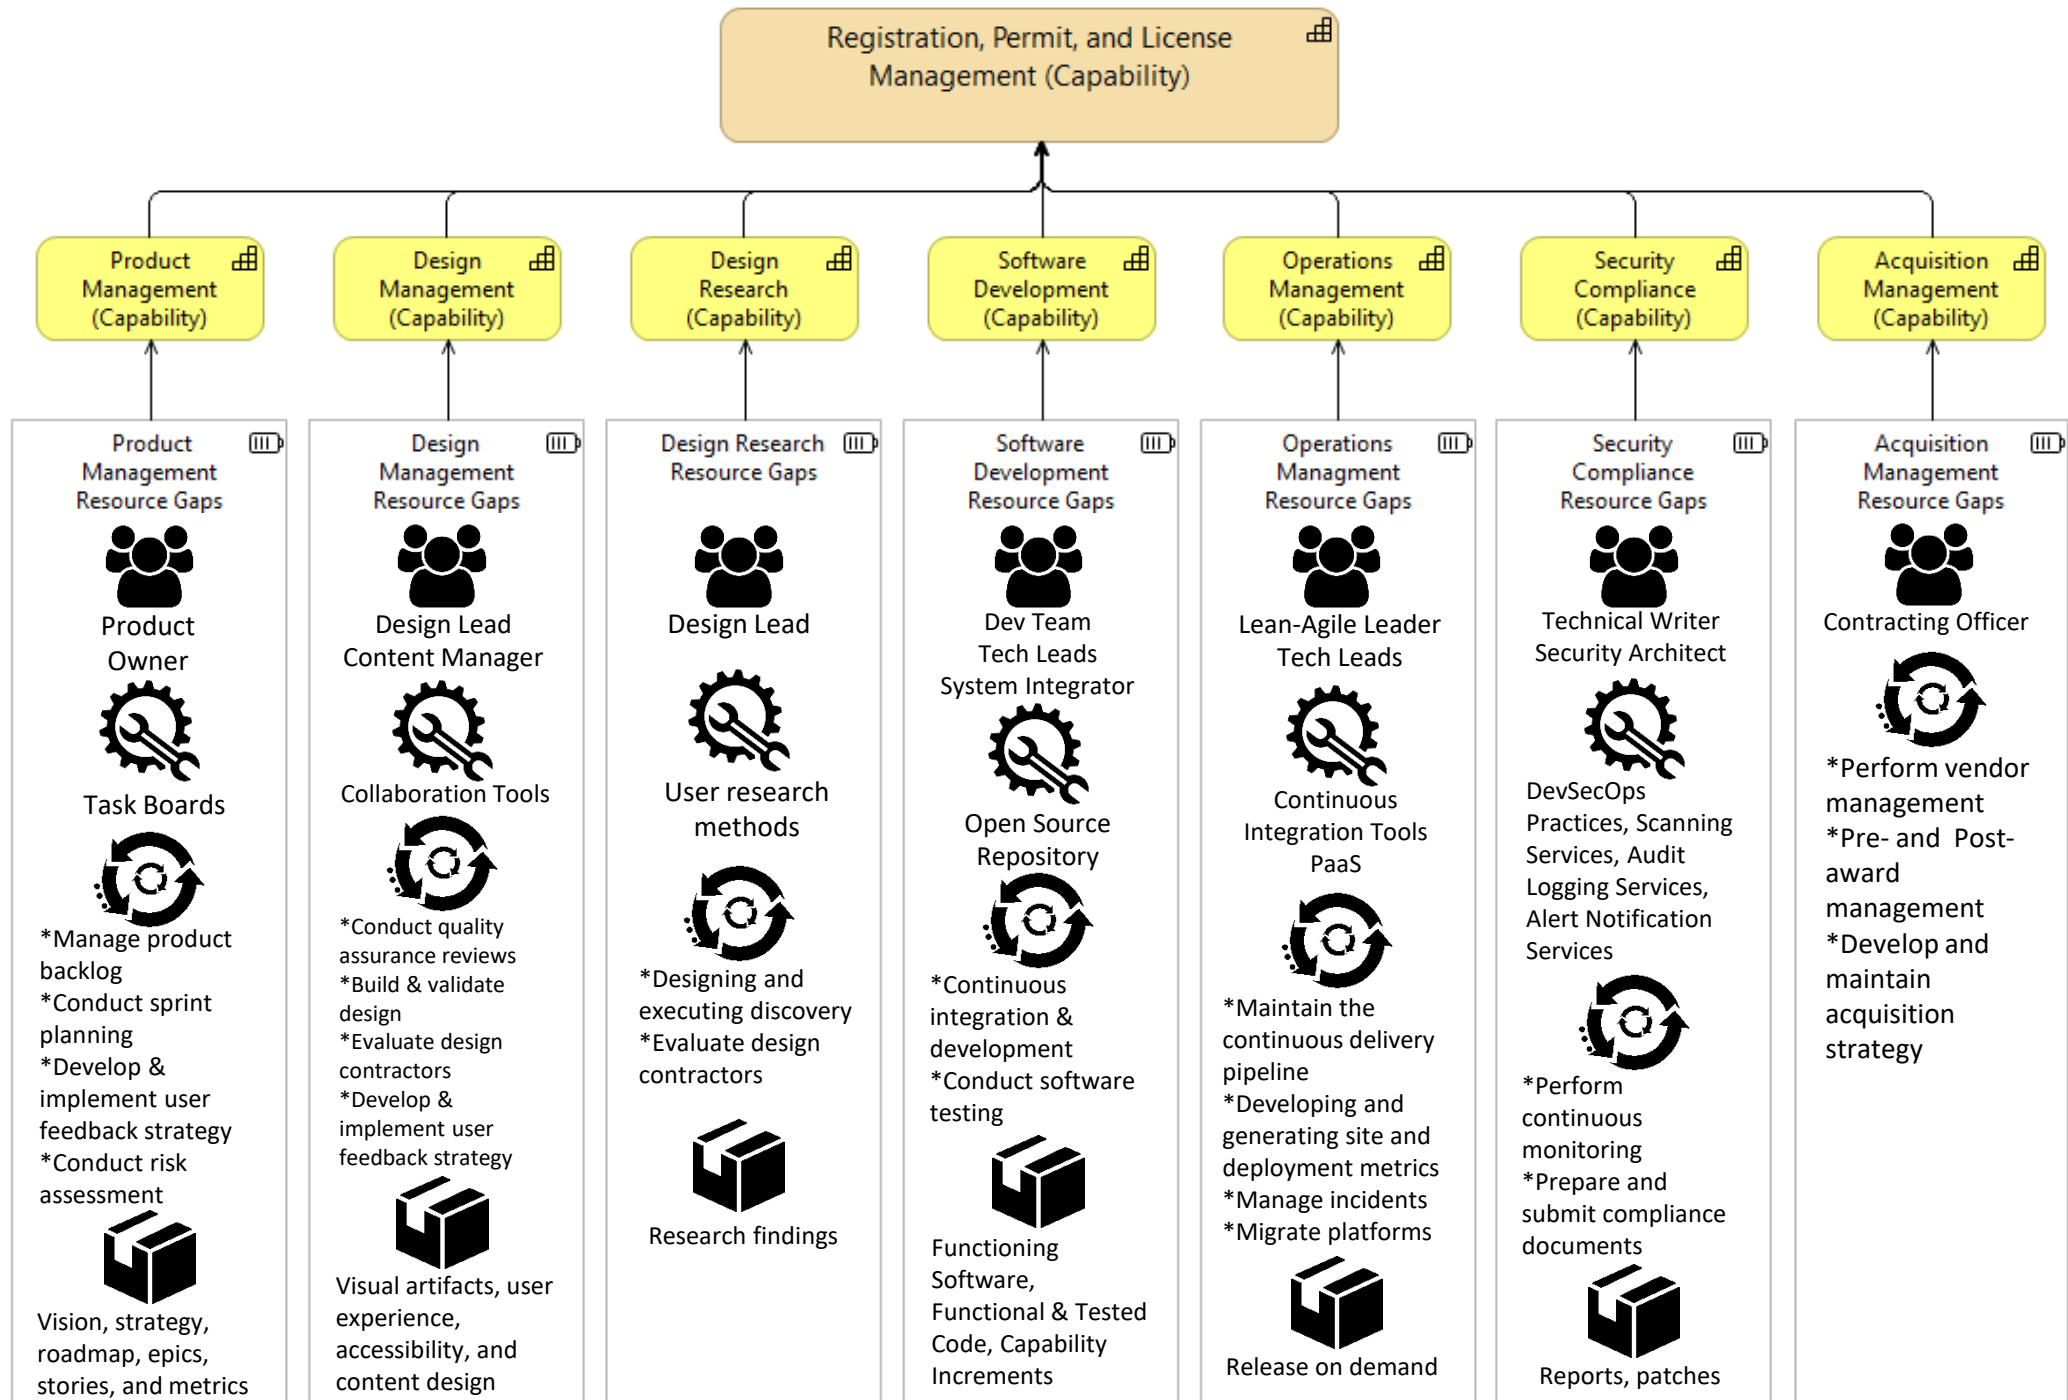 Registration, Permit, and License
Management (Capability)
Product
Management
(Capability)
Design
Management
(Capability)
Design
Research
(Capability)
Software
Development
(Capability)
Operations
Management
(Capability)
Security
Compliance
(Capability)
Acquisition
Management
(Capability)
Product
Management
Resource Gaps
Product
Owner
Task Boards
*Manage product
backlog
*Conduct sprint
planning
*Develop &
implement user
feedback strategy
*Conduct risk
assessment
Vision, strategy,
roadmap, epics,
stories, and metrics
Design
Management
Resource Gaps
Design Lead
Content Manager
Collaboration Tools
*Conduct quality
assurance reviews
*Build & validate
design
*Evaluate design
contractors
*Develop &
implement user
feedback strategy
Visual artifacts, user
experience,
accessibility, and
content design
Design Research
Resource Gaps
Design Lead
User research
methods
*Designing and
executing discovery
*Evaluate design
contractors
Research findings
Software
Development
Resource Gaps
Dev Team
Tech Leads
System Integrator
Open Source
Repository
*Continuous
integration &
development
*Conduct software
testing
Functioning
Software,
Functional & Tested
Code, Capability
Increments
Operations
Managment
Resource Gaps
Lean-Agile Leader
Tech Leads
Continuous
Integration Tools
PaaS
*Maintain the
continuous delivery
pipeline
*Developing and
generating site and
deployment metrics
*Manage incidents
*Migrate platforms
Release on demand
Security
Compliance
Resource Gaps
Technical Writer
Security Architect
DevSecOps
Practices, Scanning
Services, Audit
Logging Services,
Alert Notification
Services
*Perform
continuous
monitoring
*Prepare and
submit compliance
documents
Reports, patches
Acquisition
Management
Resource Gaps
Contracting Officer
*Perform vendor
management
*Pre- and Post-
award
management
*Develop and
maintain
acquisition
strategy